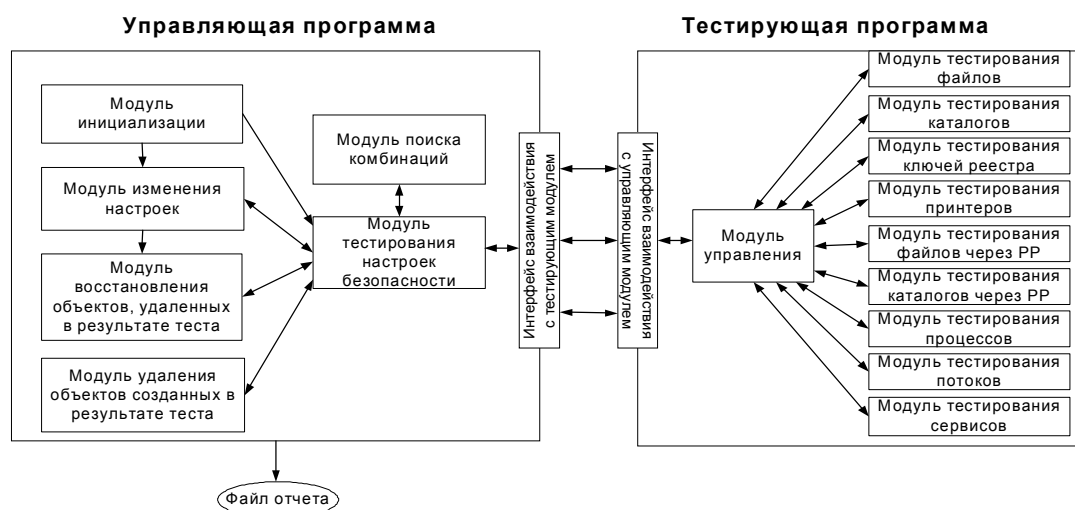 Управляющая программа
Модуль
инициализации
Модуль изменения
настроек
Модуль
восстановления
объектов, удаленных
в результате теста
Модуль удаления
объектов созданных в
результате теста
Модуль поиска
комбинаций
Модуль
тестирования
настроек
безопасности
Интерфейс взаимодействия
с тестирующим модулем
Файл отчета
Тестирующая программа
Интерфейс взаимодействия
с управляющим модулем
Модуль
управления
Модуль тестирования
файлов
Модуль тестирования
каталогов
Модуль тестирования
ключей реестра
Модуль тестирования
принтеров
Модуль тестирования
файлов через РР
Модуль тестирования
каталогов через РР
Модуль тестирования
процессов
Модуль тестирования
потоков
Модуль тестирования
сервисов